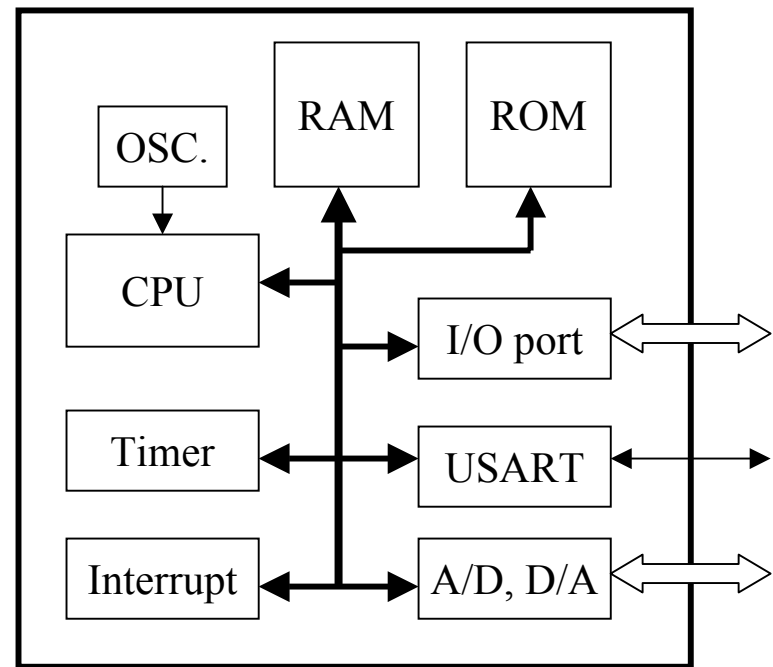 RAM
ROM
OSC.
CPU
I/O port
Timer
USART
Interrupt
A/D, D/A